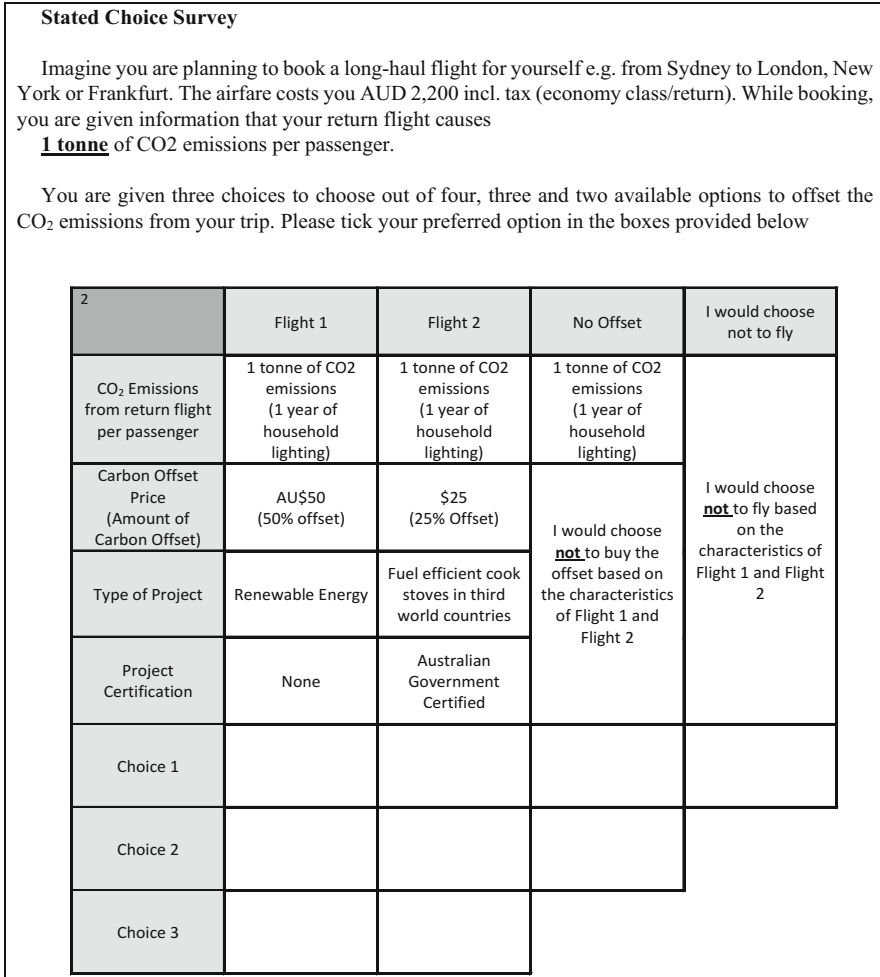 Stated Choice Survey
Imagine you are planning to book a long-haul flight for yourself e.g. from Sydney to London, New
York or Frankfurt. The airfare costs you AUD 2,200 incl. tax (economy class/return). While booking,
you are given information that your return flight causes
1 tonne of CO2 emissions per passenger.
You are given three choices to choose out of four, three and two available options to offset the
CO₂ emissions from your trip. Please tick your preferred option in the boxes provided below
2
Flight 1
Flight 2
No Offset
I would choose
not to fly
CO₂ Emissions
from return flight
per passenger
1 tonne of CO2
emissions
(1 year of
household
lighting)
1 tonne of CO2
emissions
(1 year of
household
lighting)
1 tonne of CO2
emissions
(1 year of
household
lighting)
I would choose
not to fly based
on the
characteristics of
Flight 1 and Flight
2
Carbon Offset
Price
(Amount of
Carbon Offset)
AU$50
(50% offset)
$25
(25% Offset)
I would choose
not to buy the
offset based on
the characteristics
of Flight 1 and
Flight 2
Type of Project
Renewable Energy
Fuel efficient cook
stoves in third
world countries
Project
Certification
None
Australian
Government
Certified
Choice 1
Choice 2
Choice 3